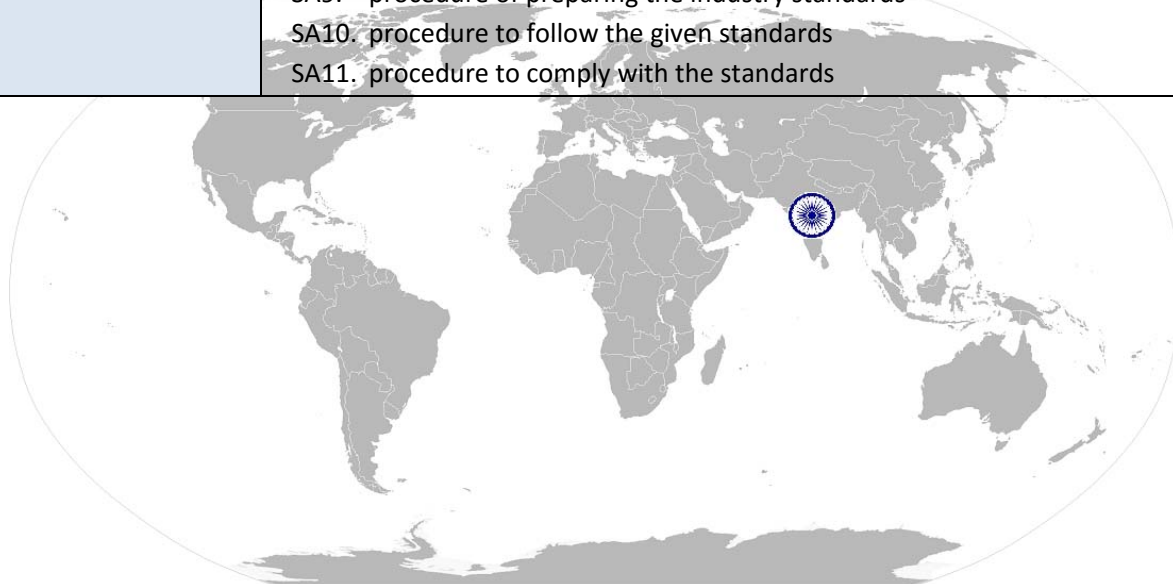 SA9. procedure of preparing the industry standards
SA10. procedure to follow the given standards
SA11. procedure to comply with the standards